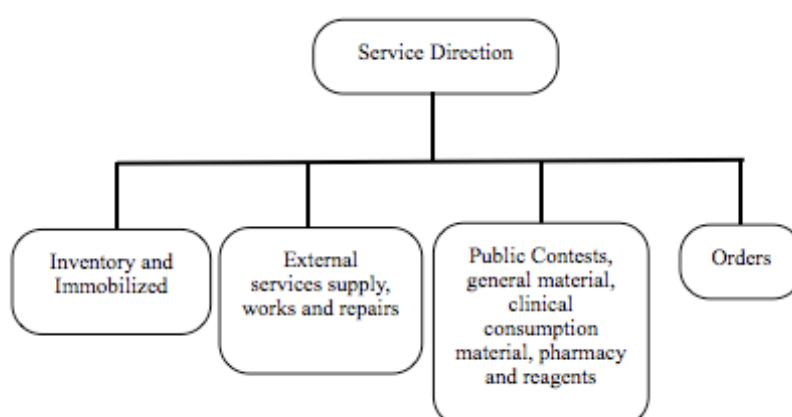 Service Direction
Inventory and
Immobilized
External
services supply,
works and repairs
Public Contests,
general material,
clinical
consumption
material, pharmacy
and reagents
Orders